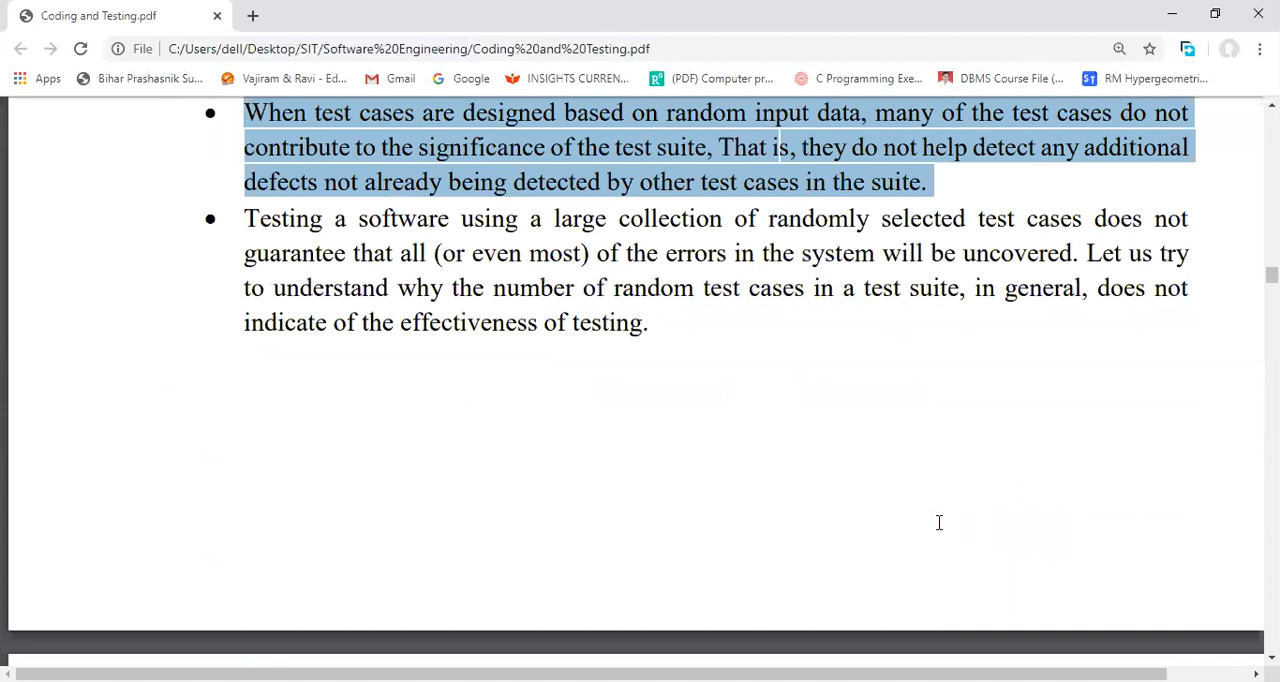 Coding and Testing.pdf
File C:/Users/dell/Desktop/SIT/Software%20Engineering/Coding%20and%20Testing.pdf
Apps Bihar Prashasnik Su... Vajiram & Ravi - Ed... Gmail Google INSIGHTS CURREN... (PDF) Computer pr... C Programming Exe... DBMS Course File (... RM Hypergeometri...
• When test cases are designed based on random input data, many of the test cases do not
contribute to the significance of the test suite, That is, they do not help detect any additional
defects not already being detected by other test cases in the suite.
• Testing a software using a large collection of randomly selected test cases does not
guarantee that all (or even most) of the errors in the system will be uncovered. Let us try
to understand why the number of random test cases in a test suite, in general, does not
indicate of the effectiveness of testing.